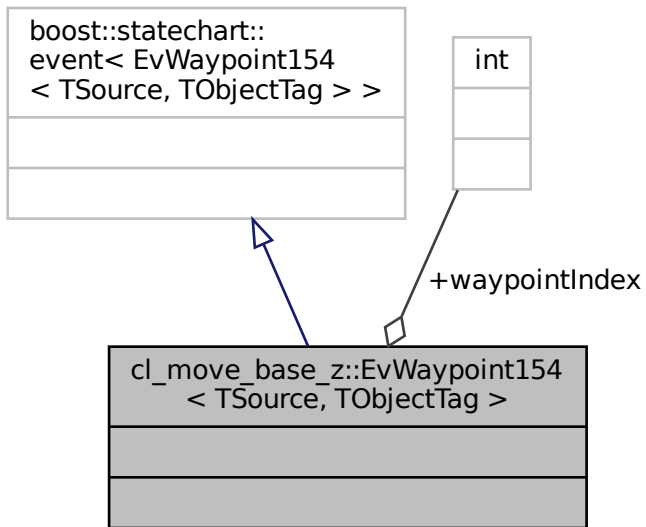 boost::statechart::
event< EvWaypoint154
< TSource, TObjectTag > >
int
+waypointIndex
cl_move_base_z::EvWaypoint154
< TSource, TObjectTag >